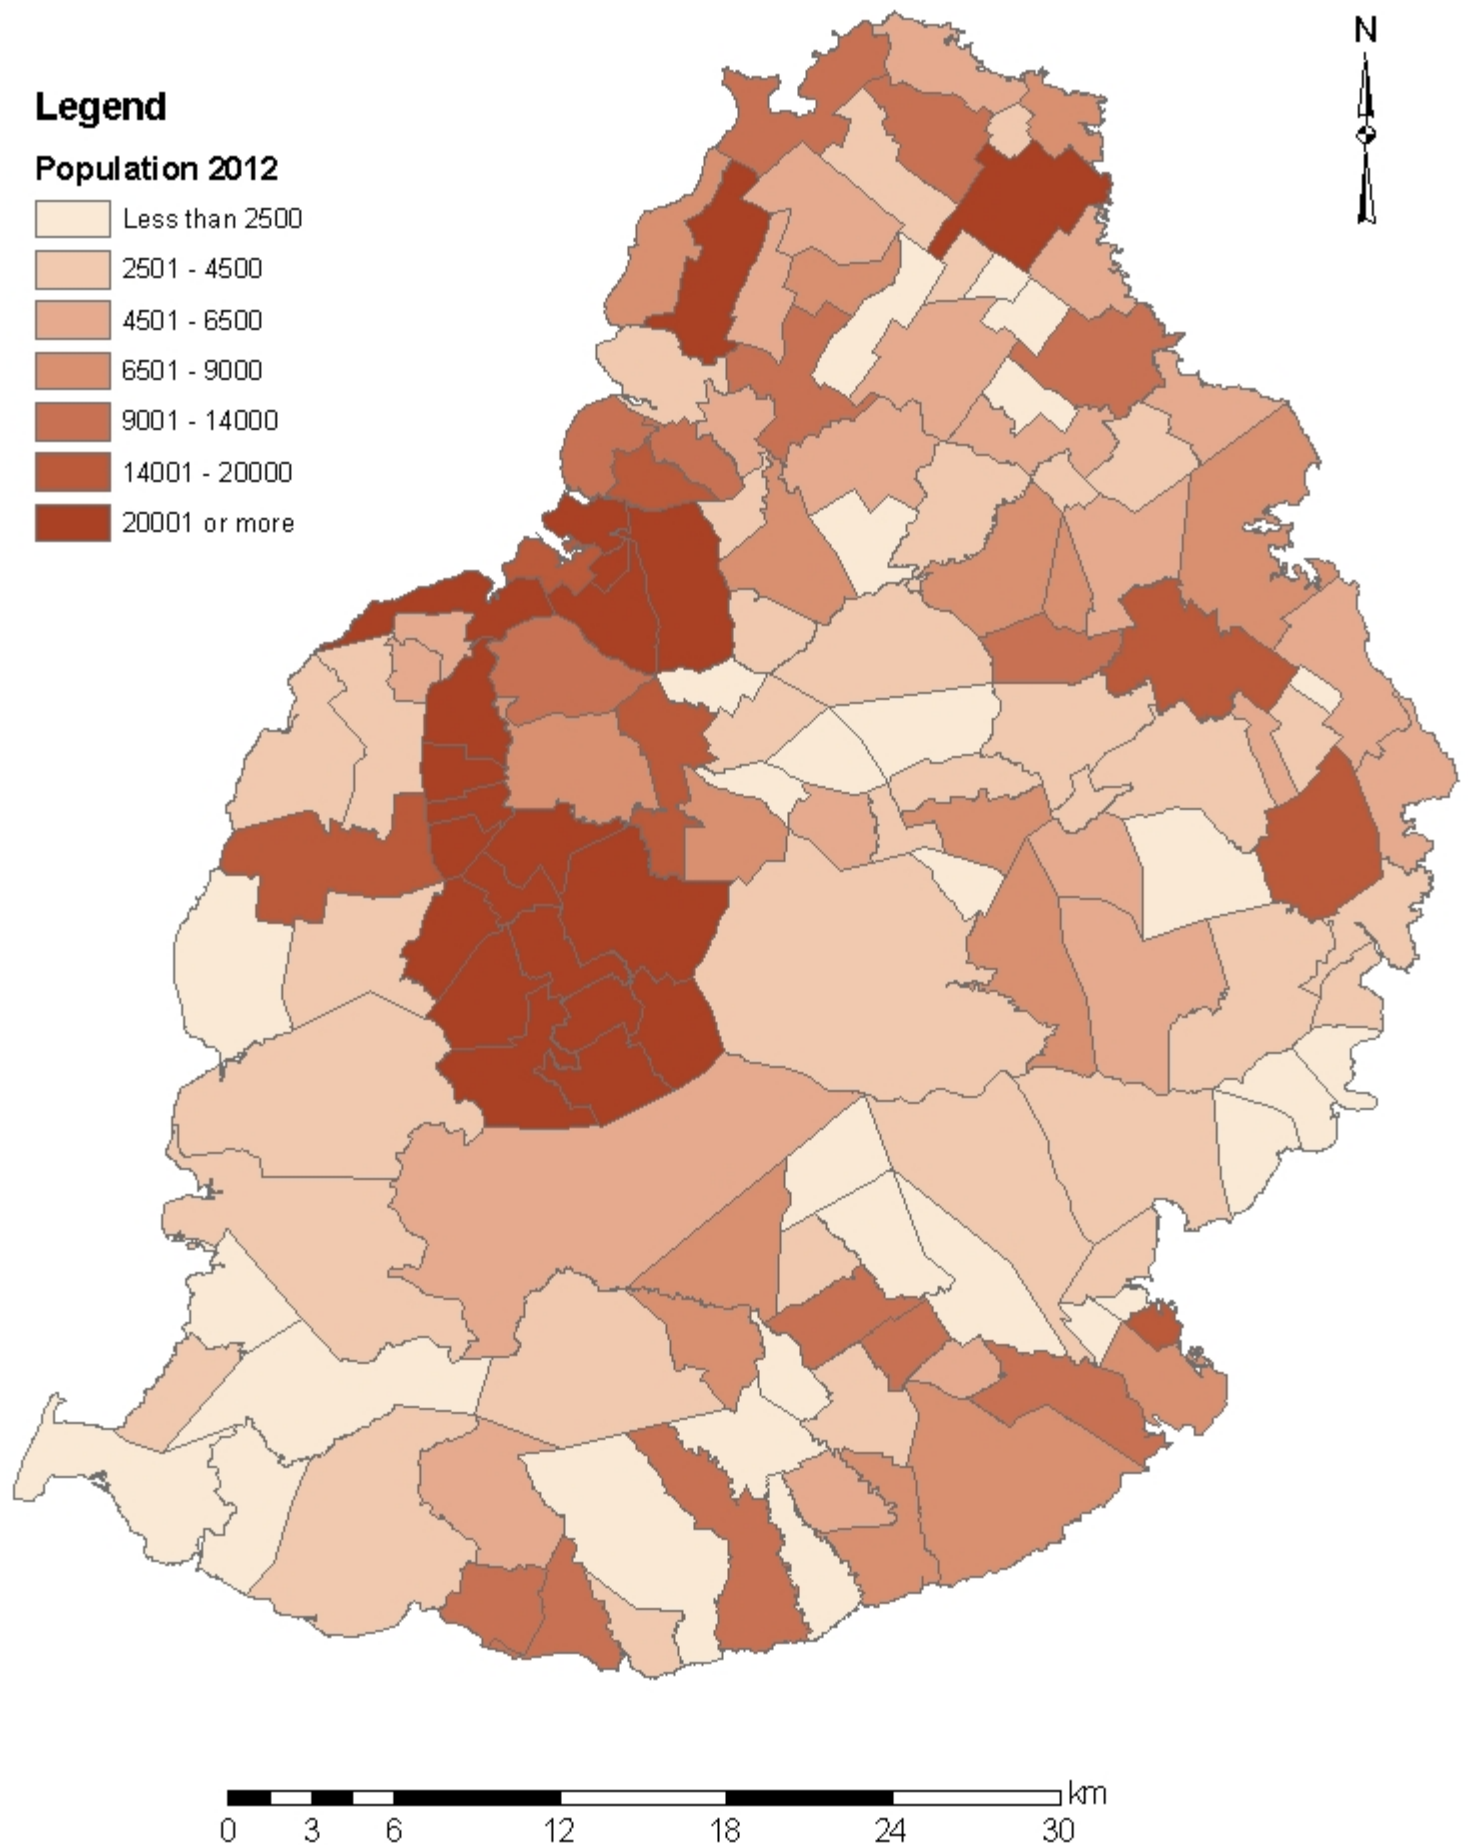 N
Legend
Population 2012
Less than 2500
2501 - 4500
4501 - 6500
6501 - 9000
9001 - 14000
14001 - 20000
20001 or more
km
0 3 6 12 18 24 30